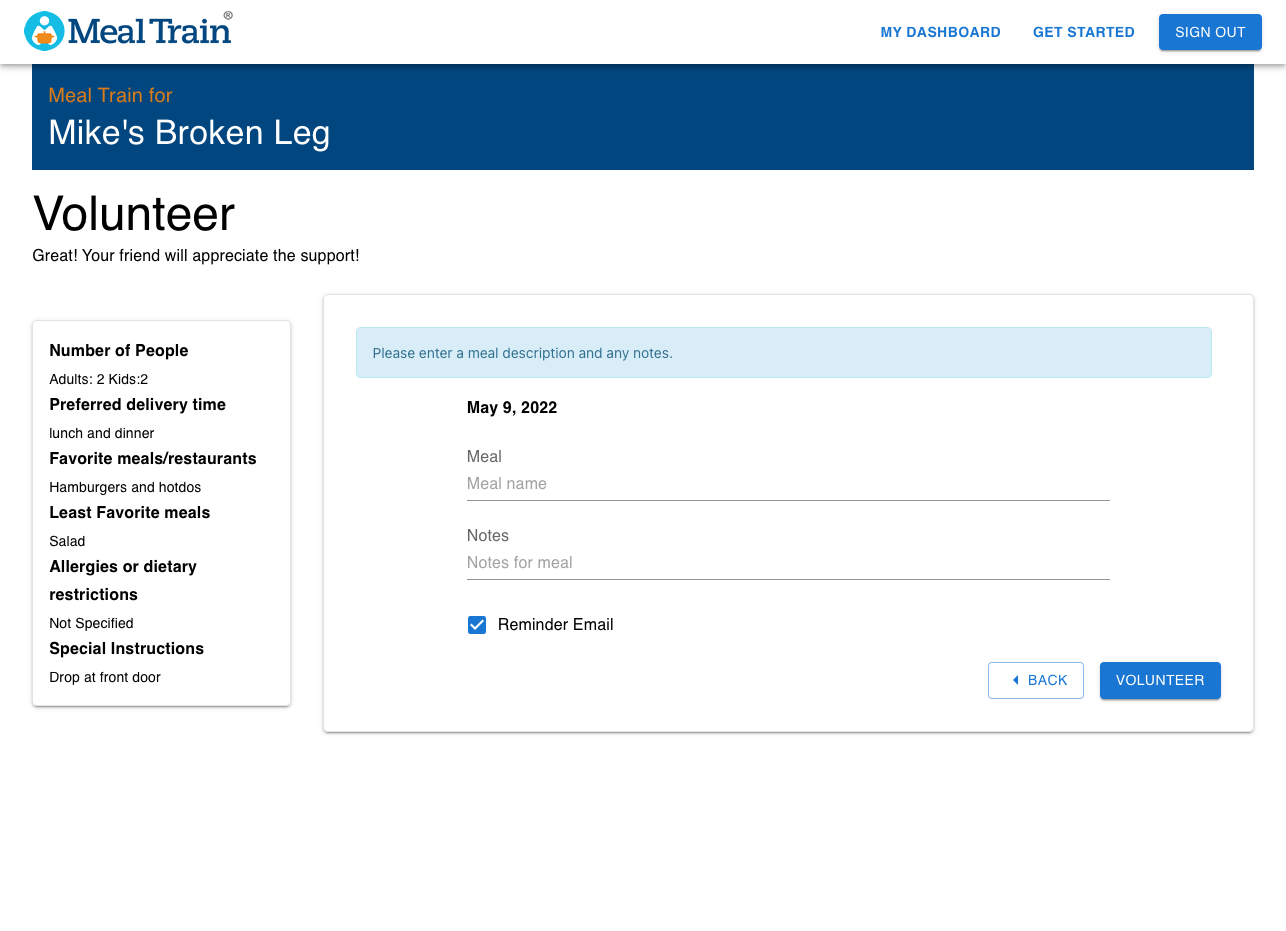 Meal Train®
MY DASHBOARD
GET STARTED
SIGN OUT
Meal Train for
Mike's Broken Leg
Volunteer
Great! Your friend will appreciate the support!
Number of People
Adults: 2 Kids:2
Preferred delivery time
lunch and dinner
Favorite meals/restaurants
Hamburgers and hotdos
Least Favorite meals
Salad
Allergies or dietary
restrictions
Not Specified
Special Instructions
Drop at front door
Please enter a meal description and any notes.
May 9, 2022
Meal
Meal name
Notes
Notes for meal
Reminder Email
BACK
VOLUNTEER